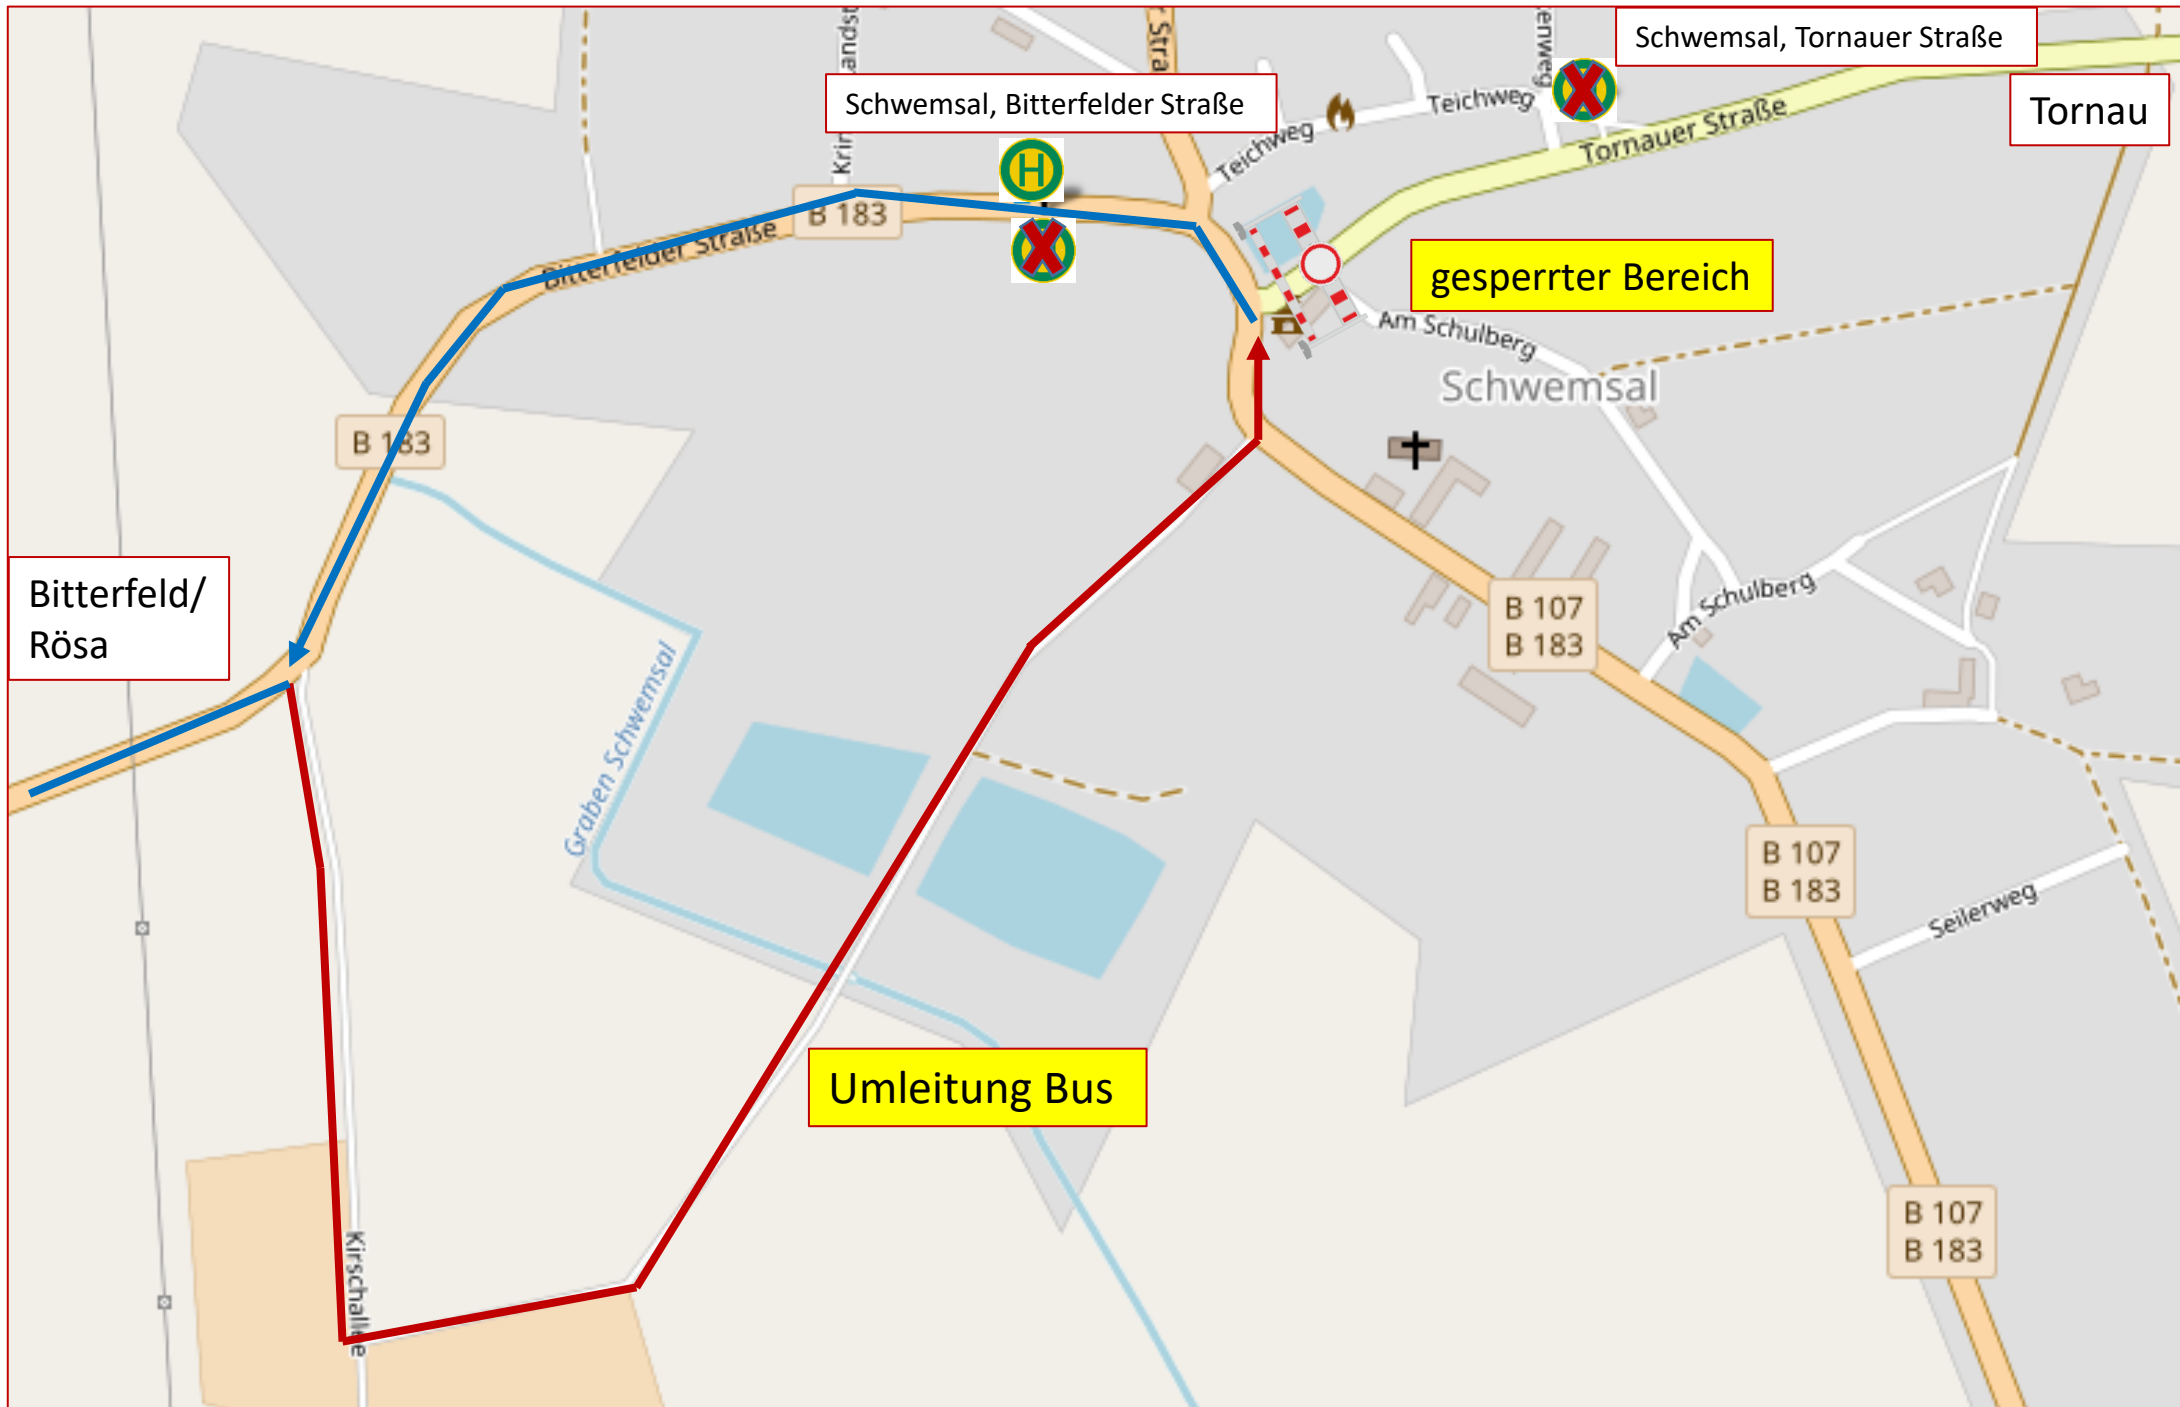 Schwemsal, Tornauer Straße
Tornau
Schwemsal, Bitterfelder Straße
H
Teichweg
Teichweg
Tornauer Straße
B 183
Bitterfelder Straße
gesperrter Bereich
Am Schulberg
Schwemsal
B 183
Bitterfeld/
Rösa
B 107
B 183
Am Schulberg
Graben Schwemsal
B 107
B 183
Seilerweg
Umleitung Bus
B 107
B 183
Kirschallee